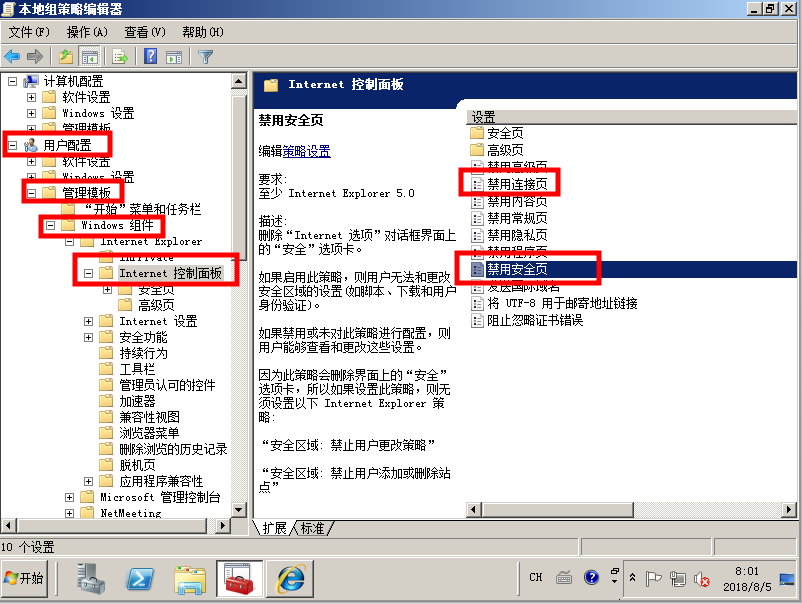 本地组策略编辑器
文件(F) 操作(A) 查看(V) 帮助(H)
计算机配置
软件设置
Windows 设置
管理模板
用户配置
软件设置
Windows 设置
管理模板
“开始”菜单和任务栏
Windows 组件
Internet Explorer
InPrivate
Internet 控制面板
安全页
高级页
Internet 设置
安全功能
持续行为
工具栏
管理员认可的控件
加速器
兼容性视图
浏览器菜单
删除浏览的历史记录
脱机页
应用程序兼容性
Microsoft 管理控制台
NetMeeting
Internet 控制面板
禁用安全页
编辑策略设置
要求:
至少 Internet Explorer 5.0
描述:
删除“Internet 选项”对话框界面上
的“安全”选项卡。
如果启用此策略，则用户无法和更改
安全区域的设置(如脚本、下载和用户
身份验证)。
如果禁用或未对此策略进行配置，则
用户能够查看和更改这些设置。
因为此策略会删除界面上的“安全”
选项卡，所以如果设置此策略，则无
须设置以下 Internet Explorer 策
略:
“安全区域: 禁止用户更改策略”
“安全区域: 禁止用户添加或删除站
点”
设置
安全页
高级页
禁用高级页
禁用连接页
禁用内容页
禁用常规页
禁用隐私页
禁用程序页
禁用安全页
发送国际域名
将 UTF-8 用于邮寄地址链接
阻止忽略证书错误
扩展 标准
10 个设置
开始
CH
8:01
2018/8/5